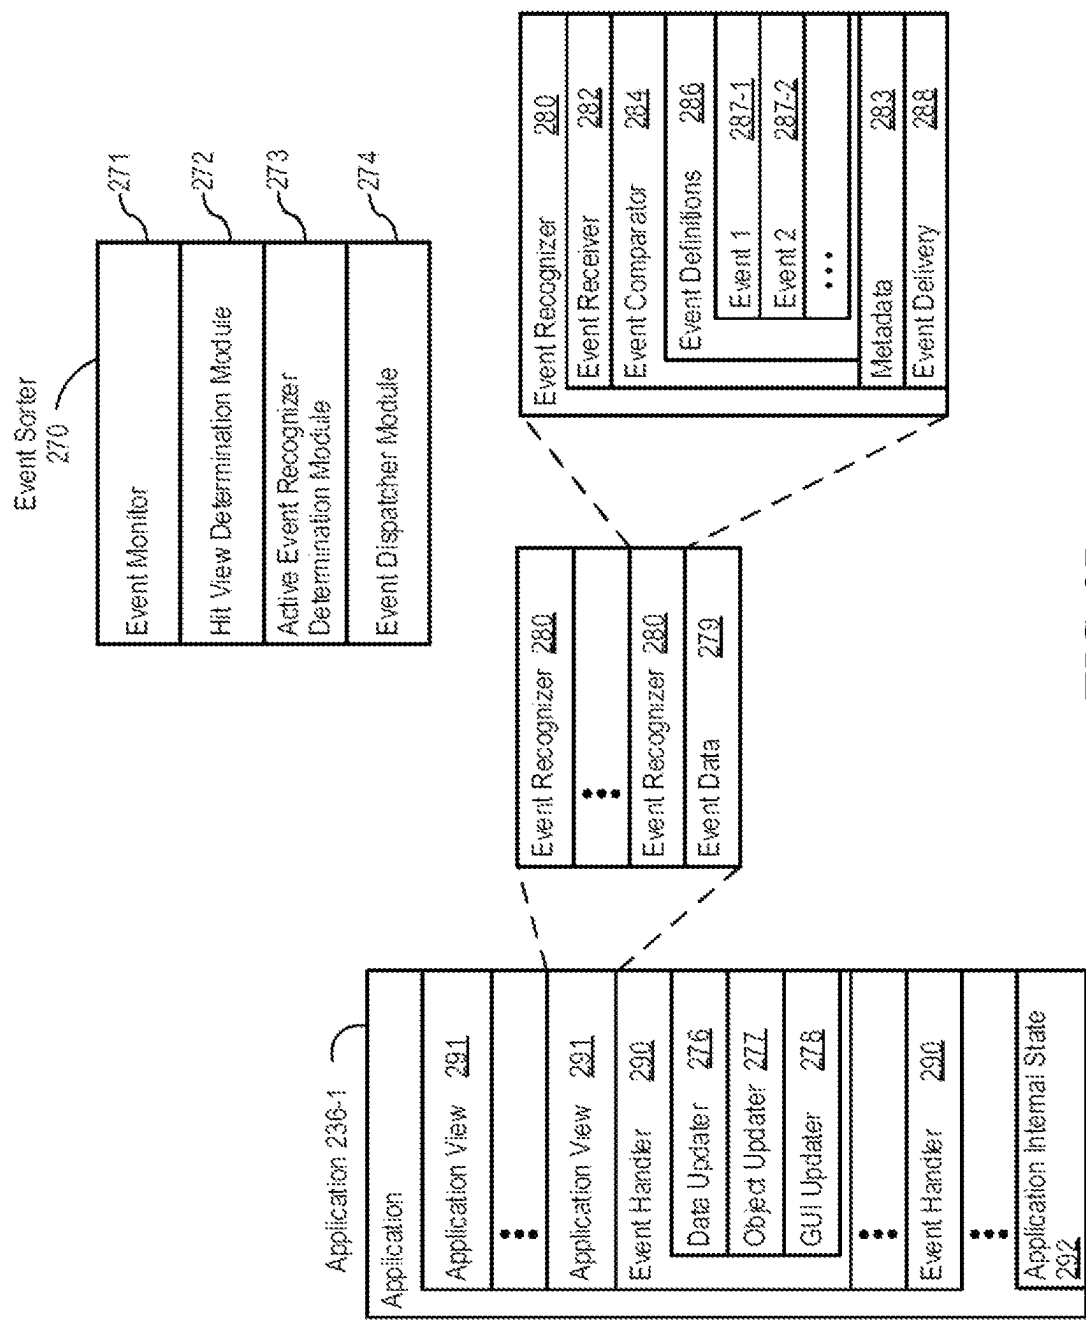 Event Sorter
270
Event Monitor
271
Hit View Determination Module
272
Active Event Recognizer
Determination Module
273
Event Dispatcher Module
274
Application 236-1
Application
Application View 291
•••
Application View 291
Event Handler 290
Data Updater 276
Object Updater 277
GUI Updater 278
•••
Event Handler 290
•••
Application Internal State
292
Event Recognizer 280
•••
Event Recognizer 280
Event Data 279
Event Recognizer 280
Event Receiver 282
Event Comparator 284
Event Definitions 286
Event 1 287-1
Event 2 287-2
•••
Metadata 283
Event Delivery 288